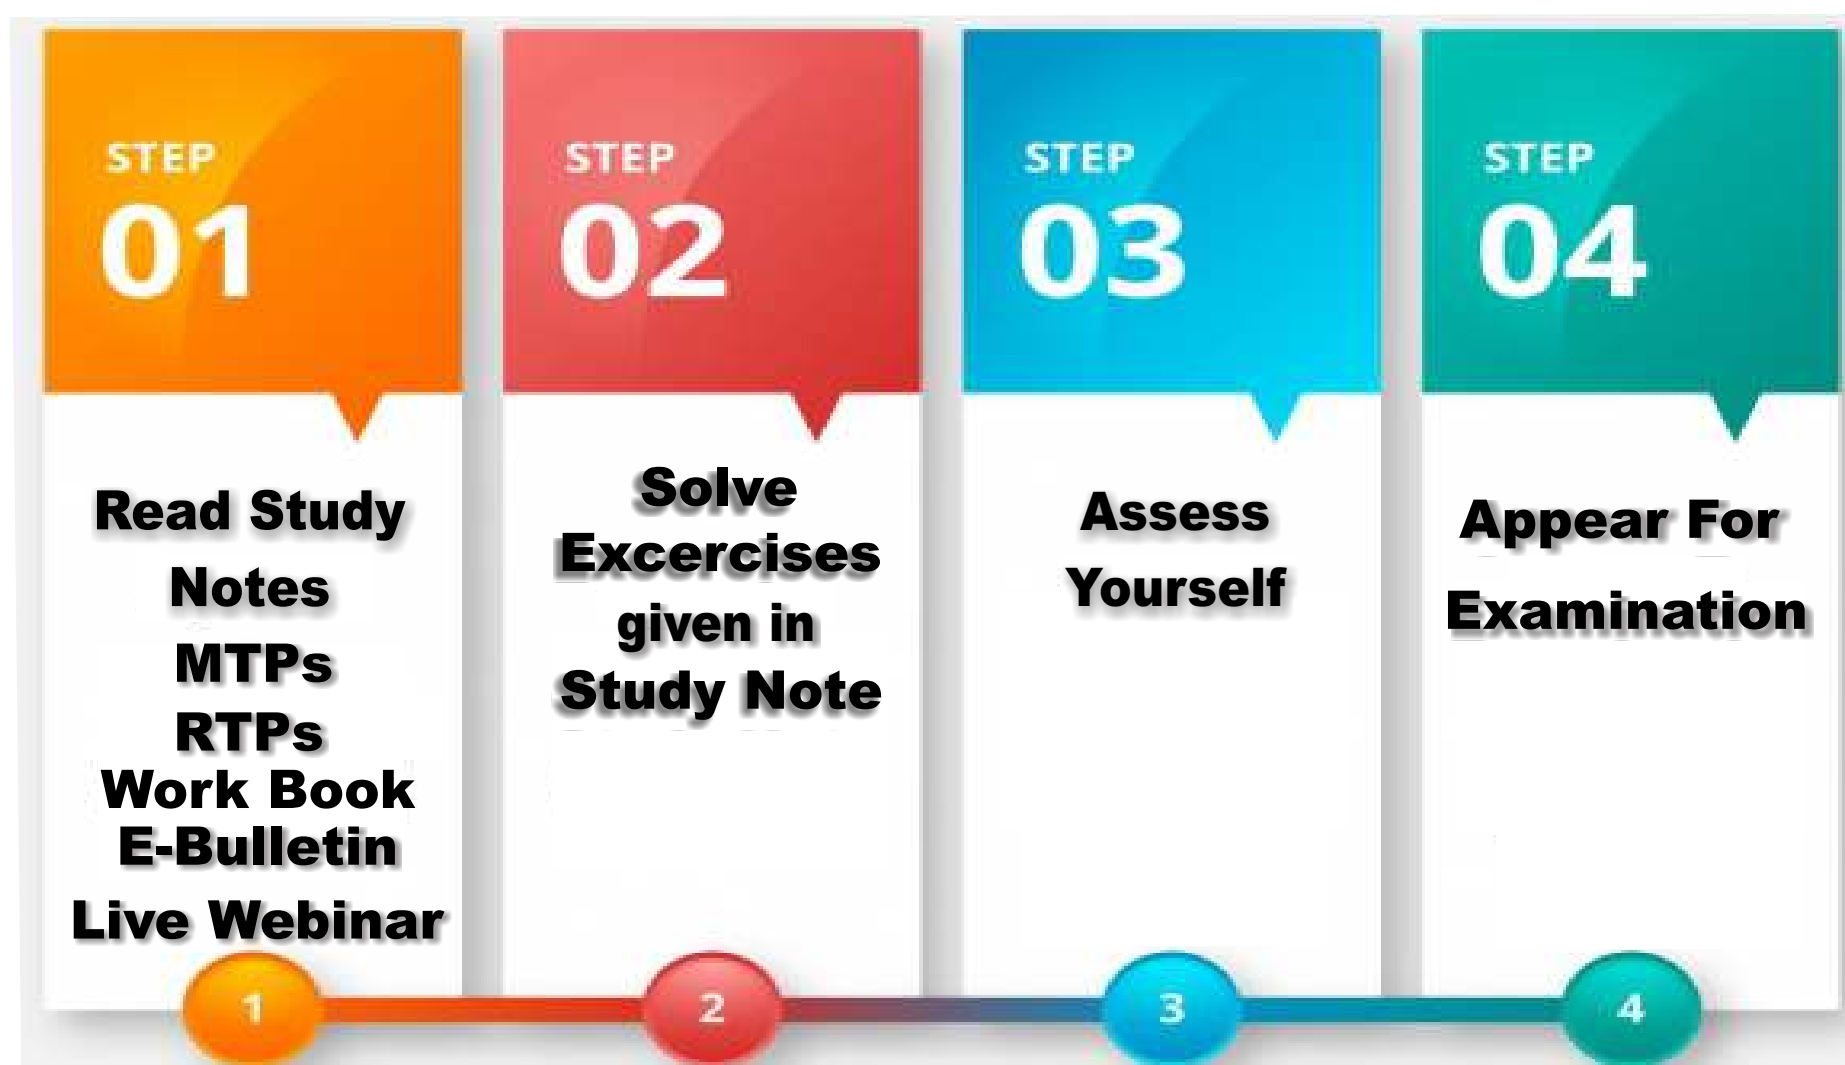 STEP
01
Read Study
Notes
MTPs
RTPs
Work Book
E-Bulletin
Live Webinar
1
STEP
02
Solve
Excercises
given in
Study Note
2
STEP
03
Assess
Yourself
3
STEP
04
Appear For
Examination
4